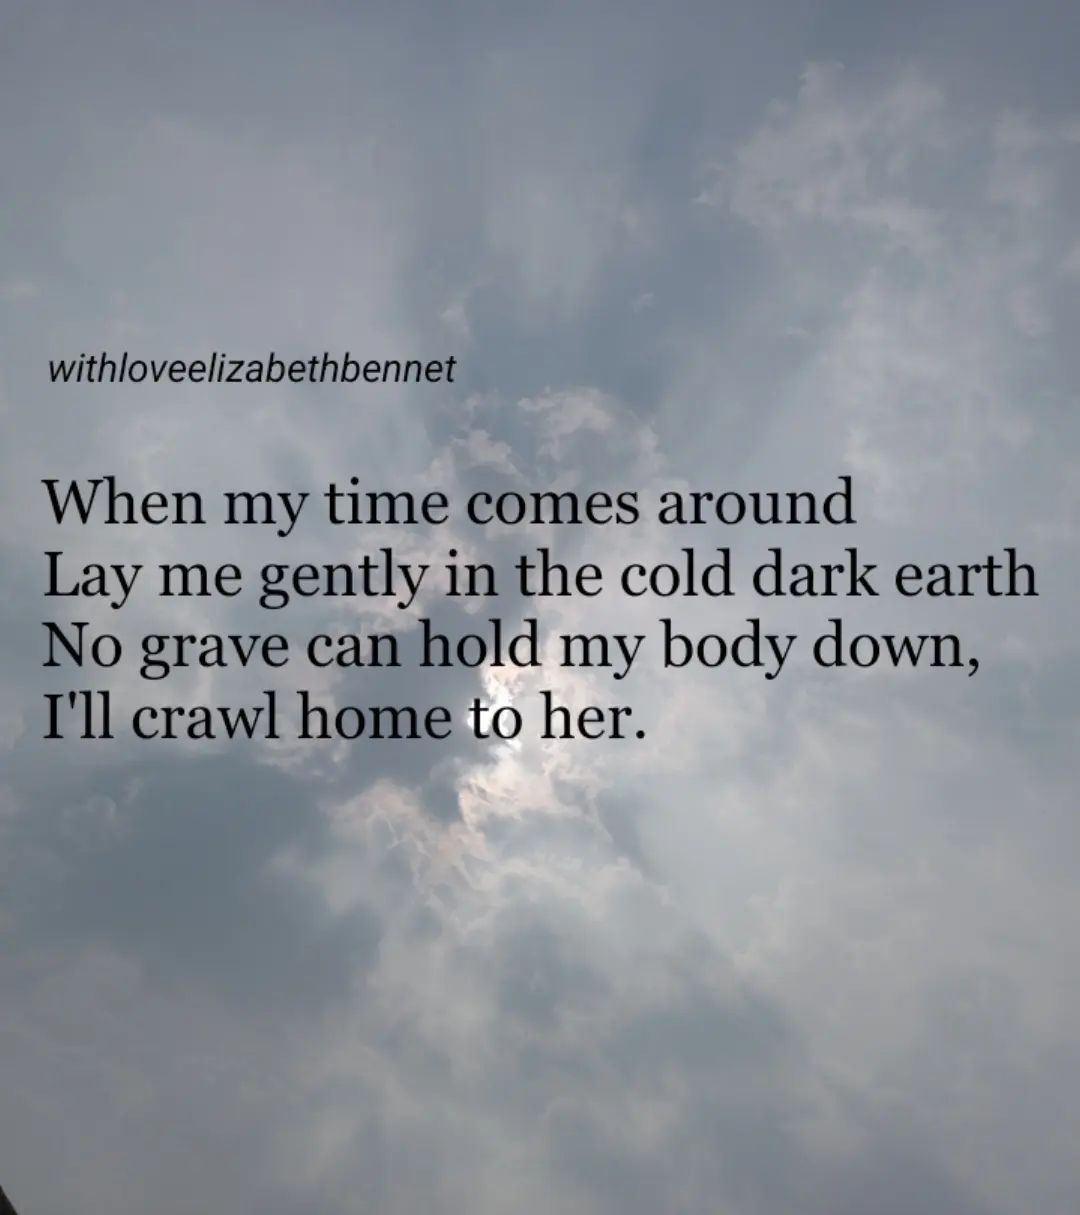 withloveelizabethbennet
When my time comes around
Lay me gently in the cold dark earth
No grave can hold my body down,
I'll crawl home to her.